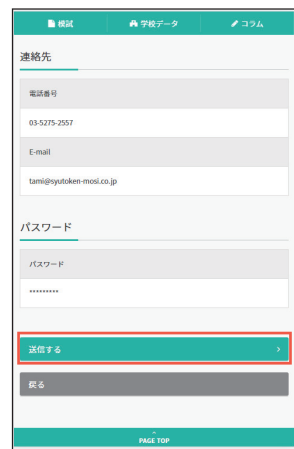 模試
学校データ
コラム
連絡先
電話番号
03-5275-2557
E-mail
tami@syutoken-mosi.co.jp
パスワード
パスワード
*********
送信する
戻る
PAGE TOP